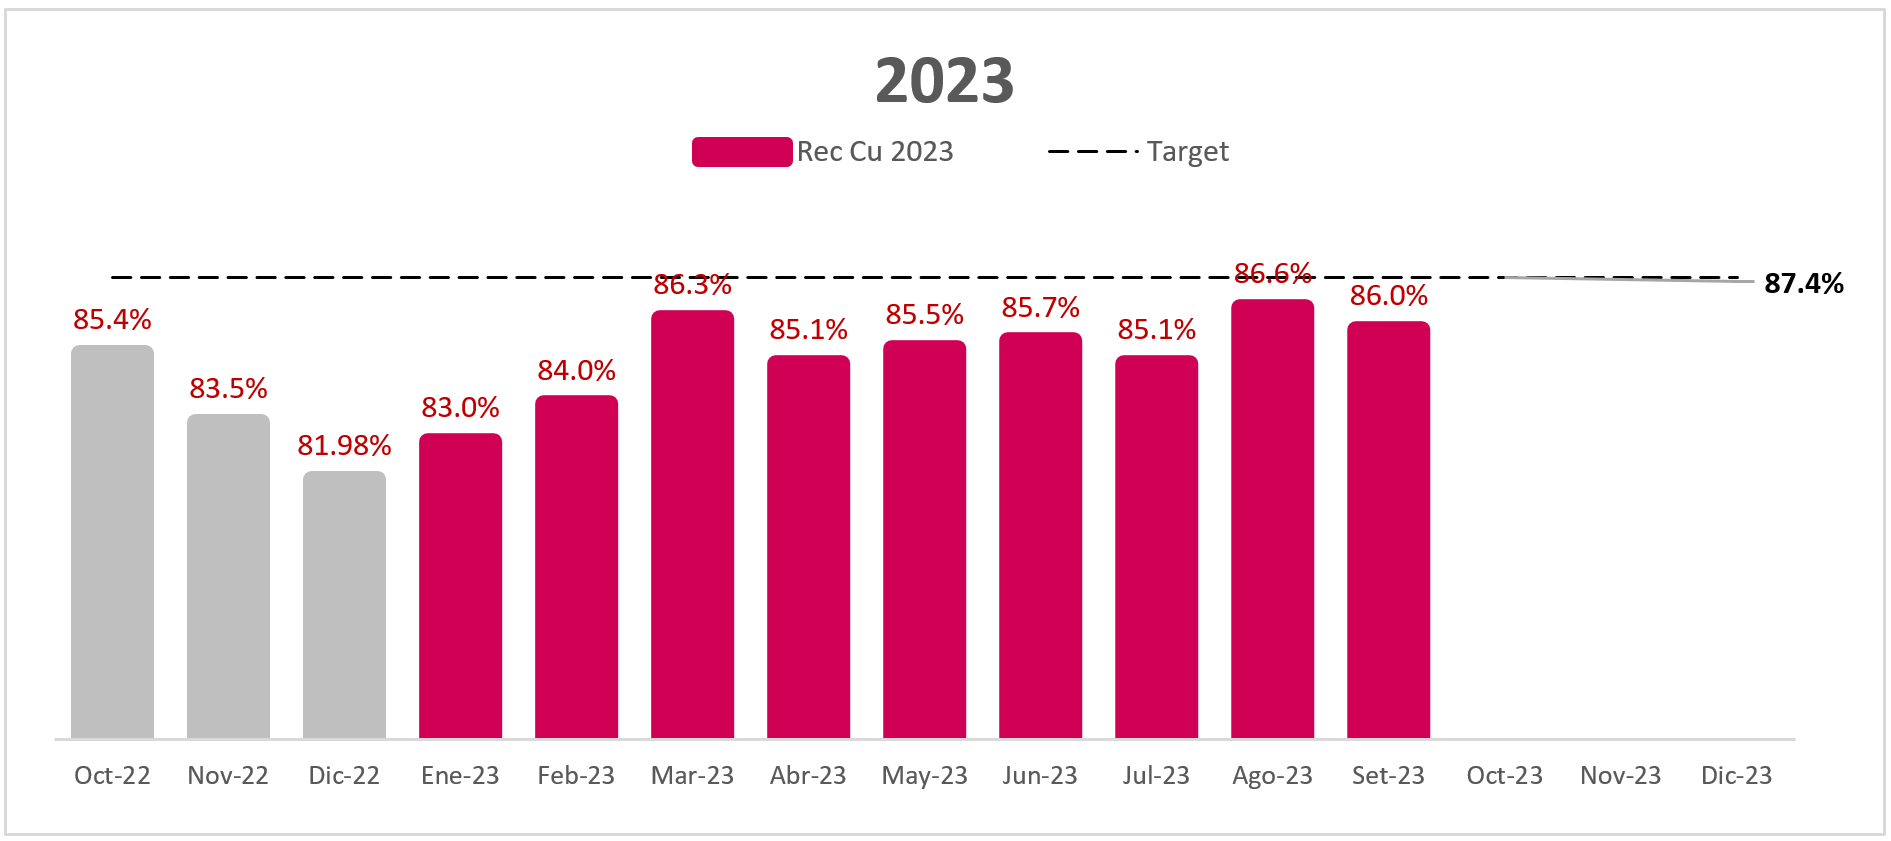 2023
Rec Cu 2023 Target
85.4% 83.5% 81.98% 83.0% 84.0% 86.3% 85.1% 85.5% 85.7% 85.1% 86.6% 86.0% 87.4%
Oct-22 Nov-22 Dic-22 Ene-23 Feb-23 Mar-23 Abr-23 May-23 Jun-23 Jul-23 Ago-23 Set-23 Oct-23 Nov-23 Dic-23